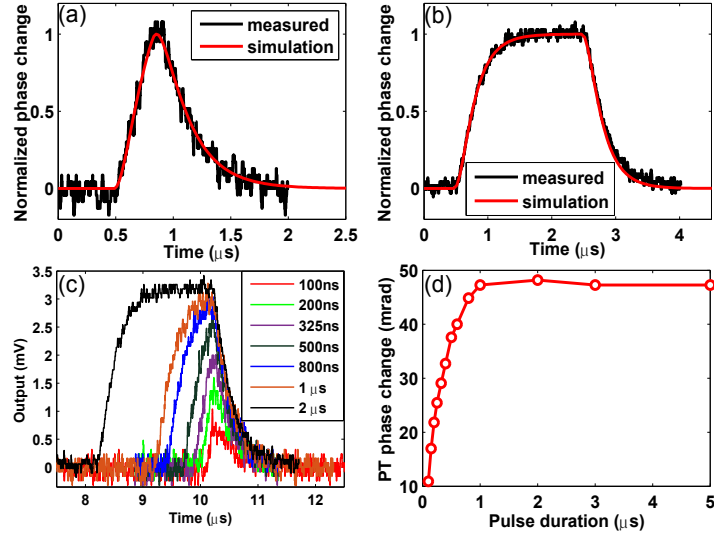 (a)
measured
simulation
Normalized phase change
1
0.5
0
0 0.5 1 1.5 2 2.5
Time (μs)
(b)
measured
simulation
Normalized phase change
1
0.5
0
0 1 2 3 4
Time (μs)
(c)
100ns
200ns
325ns
500ns
800ns
1 μs
2 μs
Output (mV)
3.5
3
2.5
2
1.5
1
0.5
0
8 9 10 11 12
Time (μs)
(d)
PT phase change (mrad)
50
40
30
20
10
0 1 2 3 4 5
Pulse duration (μs)